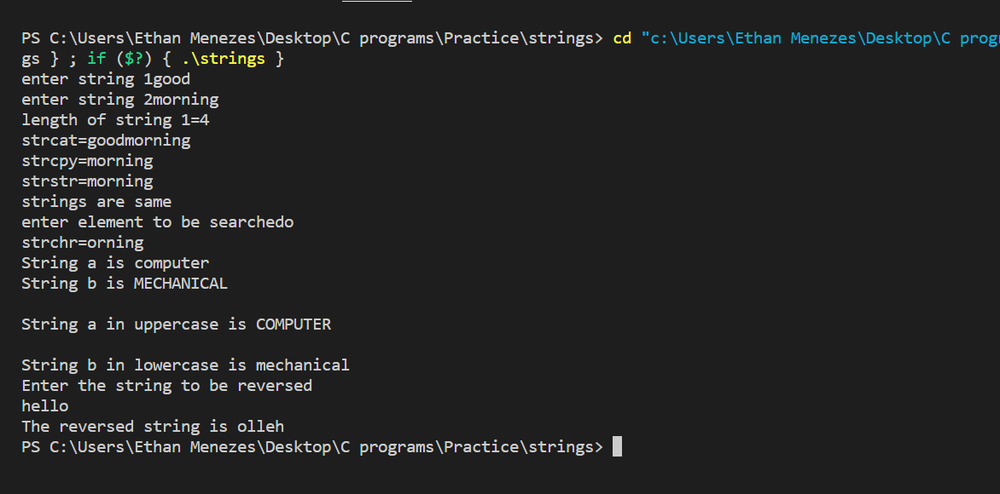 PS C:\Users\Ethan Menezes\Desktop\C programs\Practice\strings> cd "c:\Users\Ethan Menezes\Desktop\C
gs } ; if ($?) { .\strings }
enter string 1good
enter string 2morning
length of string 1=4
strcat=goodmorning
strcpy=morning
strstr=morning
strings are same
enter element to be searchedo
strchr=orning
String a is computer
String b is MECHANICAL
String a in uppercase is COMPUTER
String b in lowercase is mechanical
Enter the string to be reversed
hello
The reversed string is olleh
PS C:\Users\Ethan Menezes\Desktop\C programs\Practice\strings>